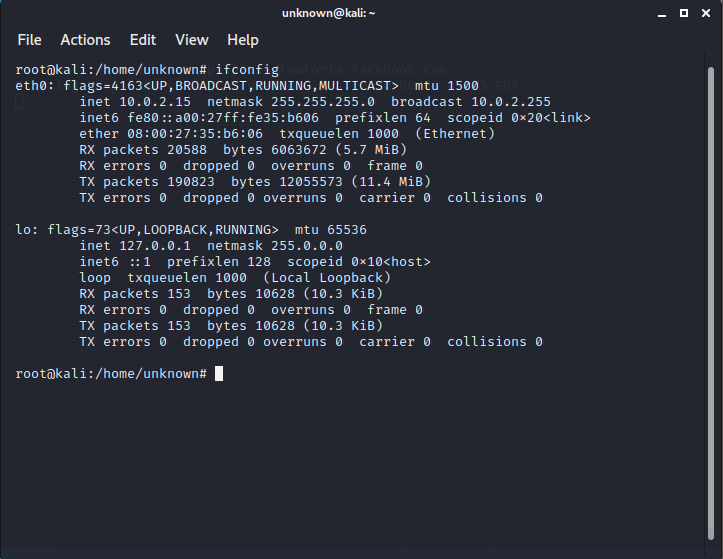 unknown@kali: ~
File Actions Edit View Help
root@kali:/home/unknown# ifconfig
eth0: flags=4163<UP,BROADCAST,RUNNING,MULTICAST>  mtu 1500
        inet 10.0.2.15  netmask 255.255.255.0  broadcast 10.0.2.255
        inet6 fe80::a00:27ff:fe35:b606  prefixlen 64  scopeid 0×20<link>
        ether 08:00:27:35:b6:06  txqueuelen 1000  (Ethernet)
        RX packets 20588  bytes 6063672 (5.7 MiB)
        RX errors 0  dropped 0  overruns 0  frame 0
        TX packets 190823  bytes 12055573 (11.4 MiB)
        TX errors 0  dropped 0 overruns 0  carrier 0  collisions 0
lo: flags=73<UP,LOOPBACK,RUNNING>  mtu 65536
        inet 127.0.0.1  netmask 255.0.0.0
        inet6 ::1  prefixlen 128  scopeid 0×10<host>
        loop  txqueuelen 1000  (Local Loopback)
        RX packets 153  bytes 10628 (10.3 KiB)
        RX errors 0  dropped 0  overruns 0  frame 0
        TX packets 153  bytes 10628 (10.3 KiB)
        TX errors 0  dropped 0 overruns 0  carrier 0  collisions 0
root@kali:/home/unknown#